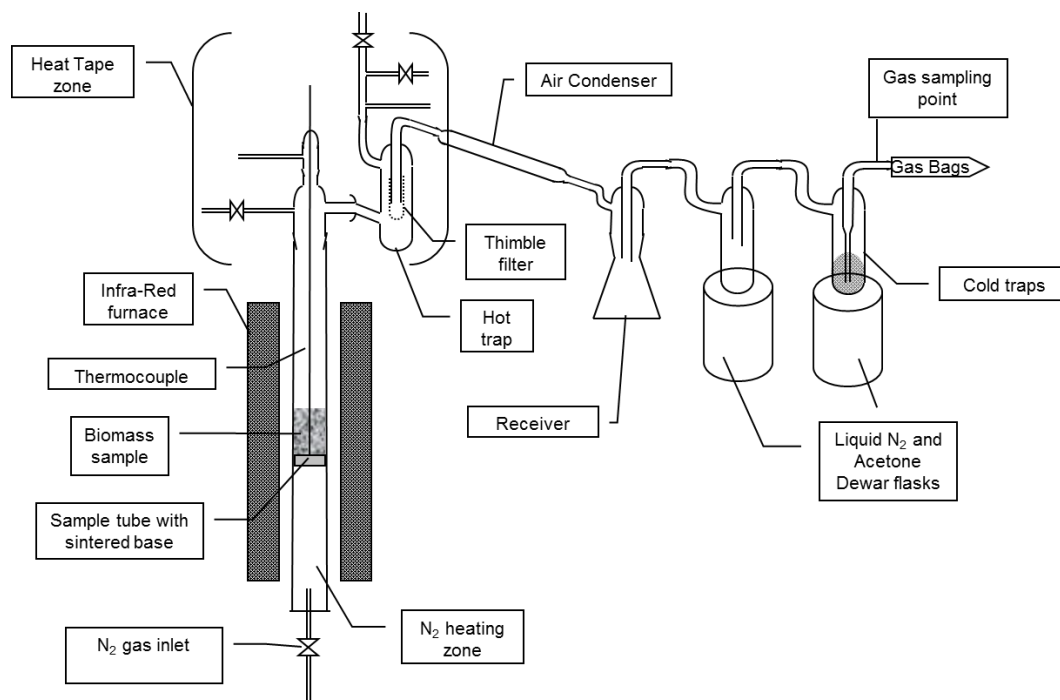 Heat Tape
zone
Air Condenser
Gas sampling
point
Gas Bags
Thimble
filter
Cold traps
Infra-Red
furnace
Hot
trap
Thermocouple
Receiver
Biomass
sample
Liquid N₂ and
Acetone
Dewar flasks
Sample tube with
sintered base
N₂ gas inlet
N₂ heating
zone